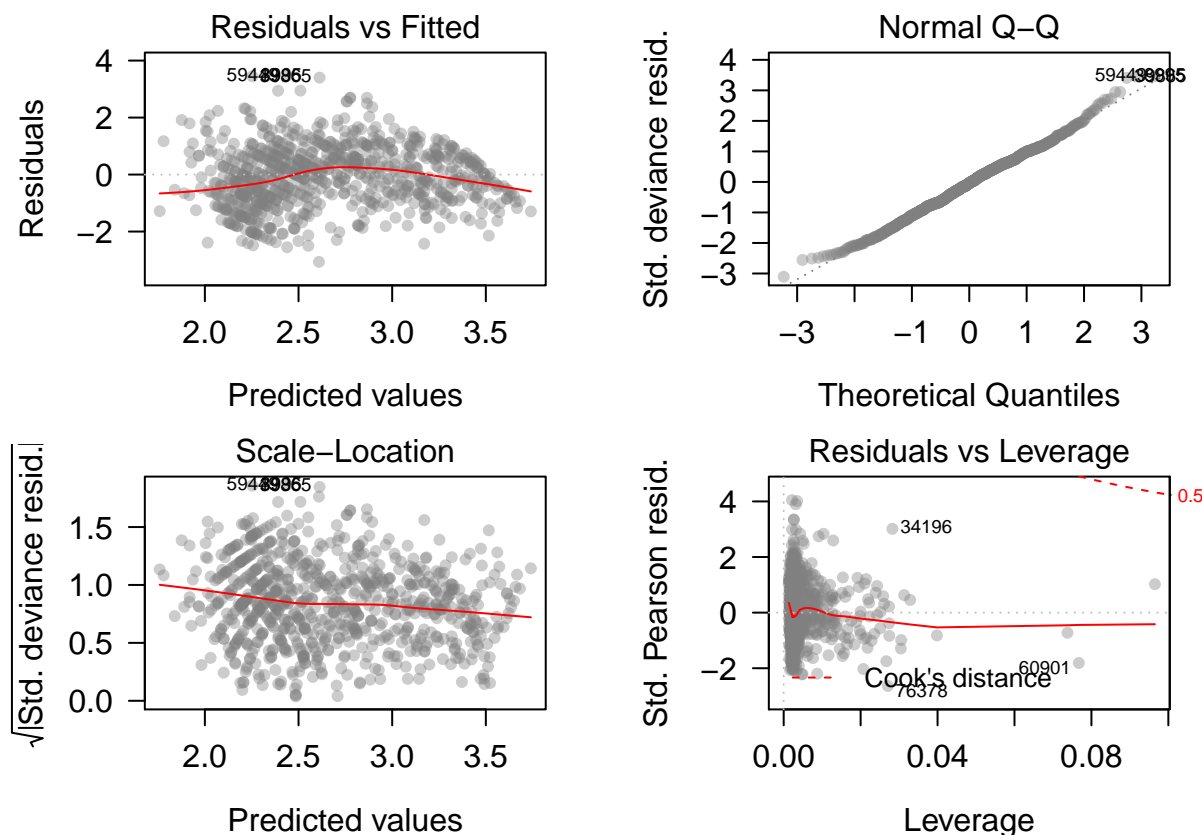 Residuals vs Fitted
Residuals
4
2
0
−2
2.0 2.5 3.0 3.5
Predicted values
Normal Q−Q
Std. deviance resid.
4
3
2
1
0
−1
−2
−3
−3 −1 0 1 2 3
Theoretical Quantiles
Scale−Location
√|Std. deviance resid.|
1.5
1.0
0.5
0.0
2.0 2.5 3.0 3.5
Predicted values
Residuals vs Leverage
Std. Pearson resid.
4
2
0
−2
0.5
34196
60901
Cook's distance
76378
0.00 0.04 0.08
Leverage